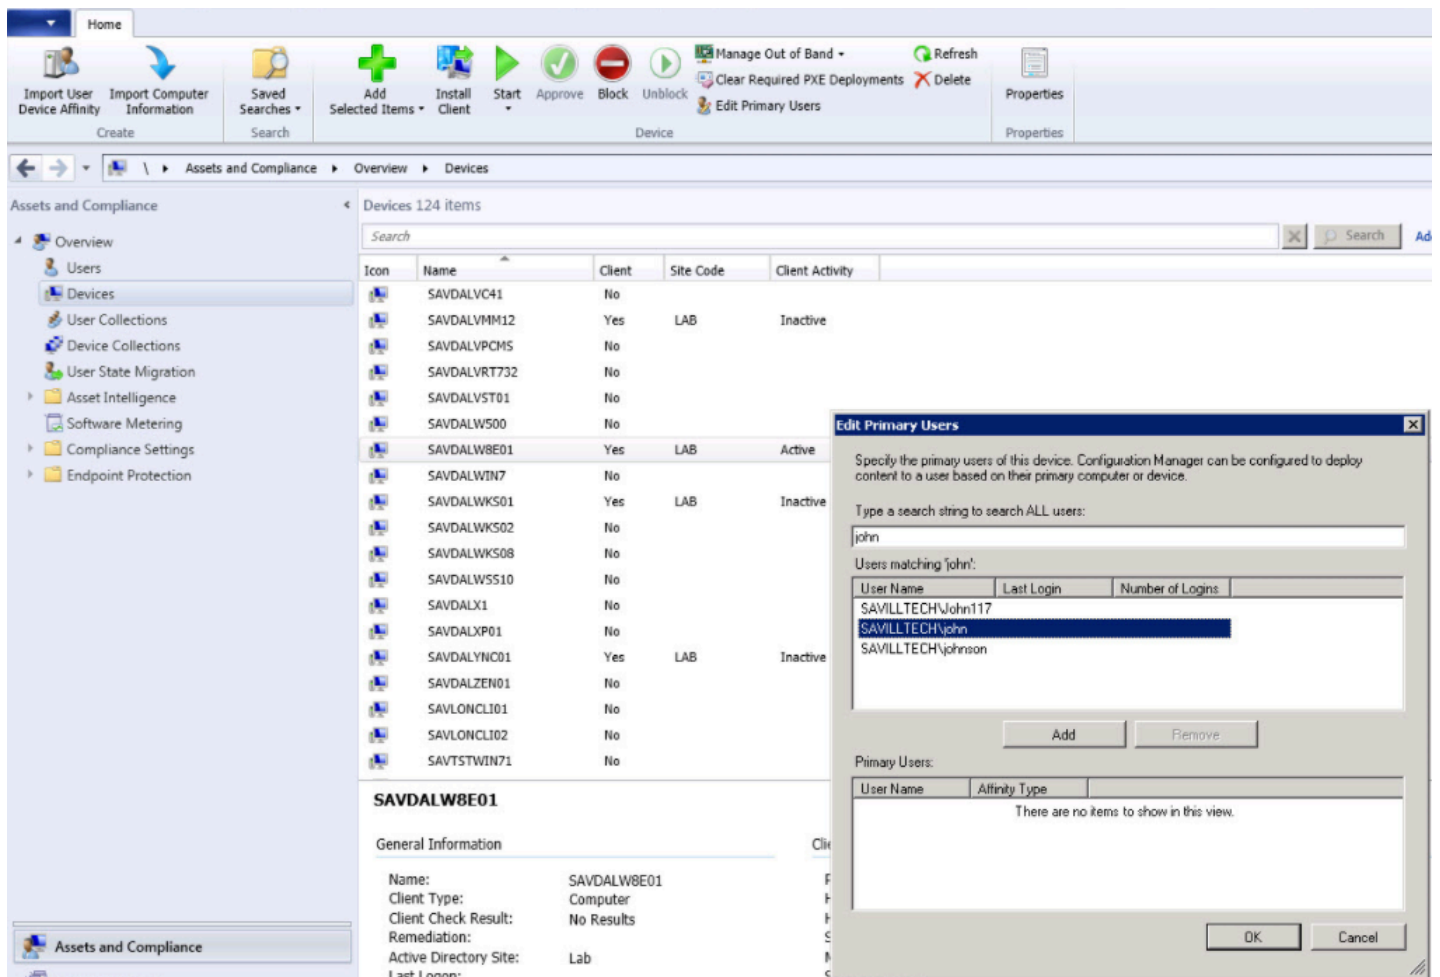 Home
Import User Device Affinity
Import Computer Information
Create
Saved Searches
Search
Add Selected Items
Install Client
Start
Approve
Block
Unblock
Manage Out of Band
Clear Required PXE Deployments
Edit Primary Users
Refresh
Delete
Device
Properties
Properties
\ Assets and Compliance Overview Devices
Assets and Compliance
Overview
Users
Devices
User Collections
Device Collections
User State Migration
Asset Intelligence
Software Metering
Compliance Settings
Endpoint Protection
Assets and Compliance
Devices 124 items
Search
Search
Icon Name Client Site Code Client Activity
SAVDALVC41 No
SAVDALVMM12 Yes LAB Inactive
SAVDALVPCMS No
SAVDALVRT732 No
SAVDALVST01 No
SAVDALW500 No
SAVDALW8E01 Yes LAB Active
SAVDALWIN7 No
SAVDALWKS01 Yes LAB Inactive
SAVDALWKS02 No
SAVDALWKS08 No
SAVDALWSS10 No
SAVDALX1 No
SAVDALXP01 No
SAVDALYNC01 Yes LAB Inactive
SAVDALZEN01 No
SAVLONCLI01 No
SAVLONCLI02 No
SAVTSTWIN71 No
SAVDALW8E01
General Information
Name: SAVDALW8E01
Client Type: Computer
Client Check Result: No Results
Remediation:
Active Directory Site: Lab
Last Logon:
Edit Primary Users
Specify the primary users of this device. Configuration Manager can be configured to deploy
content to a user based on their primary computer or device.
Type a search string to search ALL users:
john
Users matching 'john':
User Name Last Login Number of Logins
SAVILLTECH\John117
SAVILLTECH\john
SAVILLTECH\johnson
Add Remove
Primary Users:
User Name Affinity Type
There are no items to show in this view.
OK Cancel